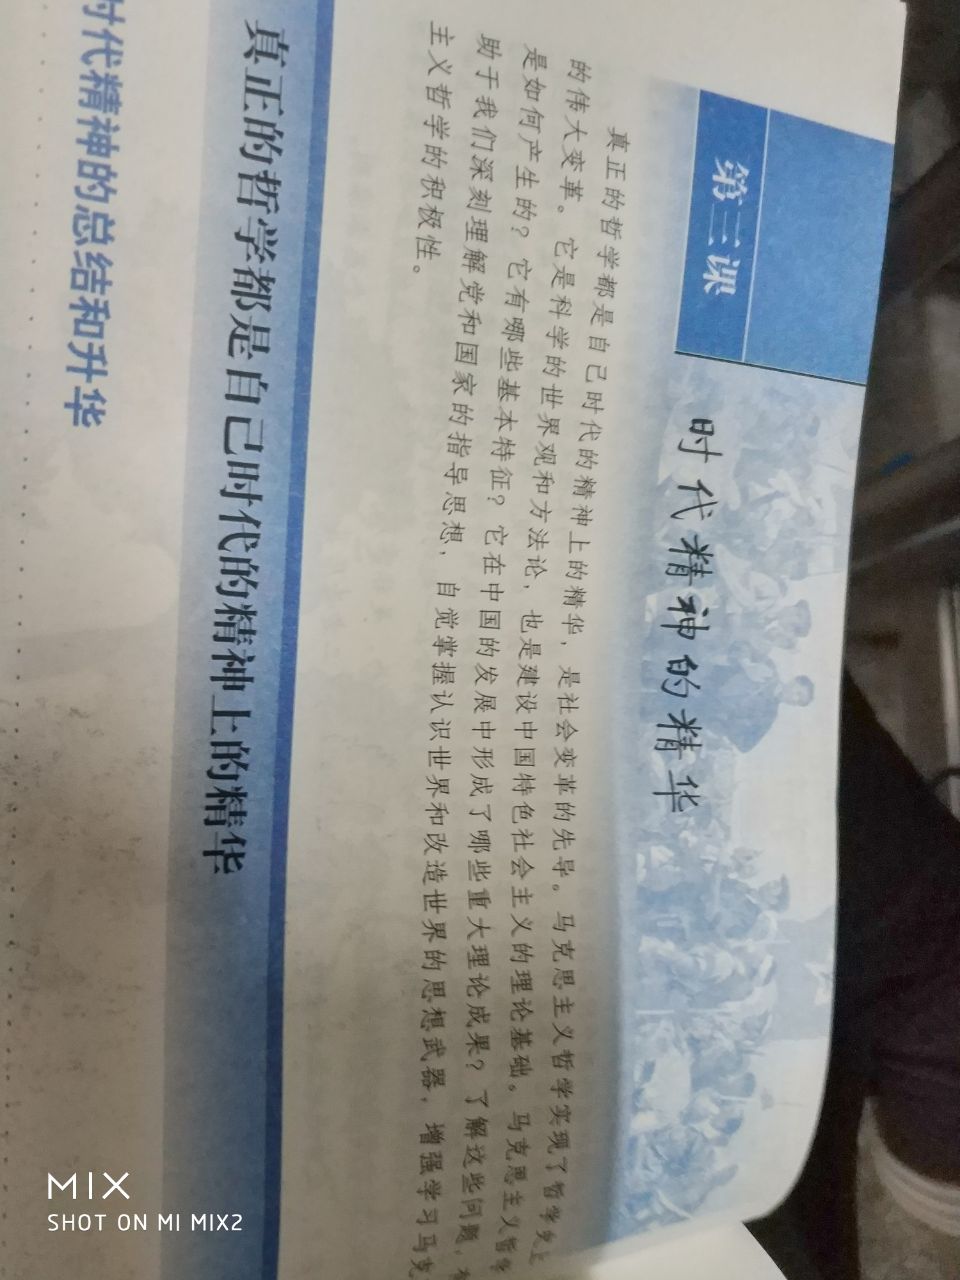 第三课
时代精神的精华
真正的哲学都是自己时代的精神上的精华，是社会变革的先导。马克思主义哲学实现了哲学史上
的伟大变革。它是科学的世界观和方法论，也是建设中国特色社会主义的理论基础。马克思主义哲学
是如何产生的？它有哪些基本特征？它在中国的发展中形成了哪些重大理论成果？了解这些问题，有
助于我们深刻理解党和国家的指导思想，自觉掌握认识世界和改造世界的思想武器，增强学习马克
主义哲学的积极性。
真正的哲学都是自己时代的精神上的精华
时代精神的总结和升华
MIX
SHOT ON MI MIX2